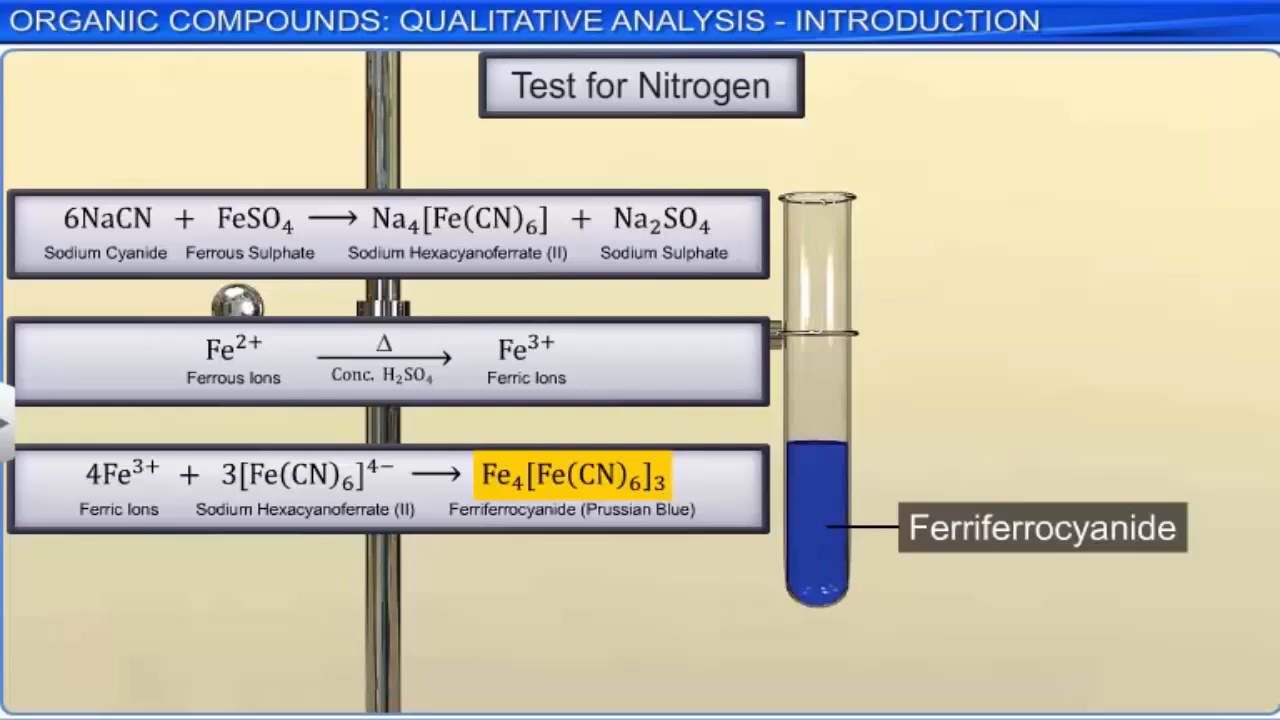 ORGANIC COMPOUNDS: QUALITATIVE ANALYSIS - INTRODUCTION
Test for Nitrogen
6NaCN + FeSO₄ ⟶ Na₄[Fe(CN)₆] + Na₂SO₄
Sodium Cyanide Ferrous Sulphate Sodium Hexacyanoferrate (II) Sodium Sulphate
Δ
Fe²⁺ ⟶ Fe³⁺
Conc. H₂SO₄
Ferrous Ions Ferric Ions
4Fe³⁺ + 3[Fe(CN)₆]⁴⁻ ⟶ Fe₄[Fe(CN)₆]₃
Ferric Ions Sodium Hexacyanoferrate (II) Ferriferrocyanide (Prussian Blue)
Ferriferrocyanide